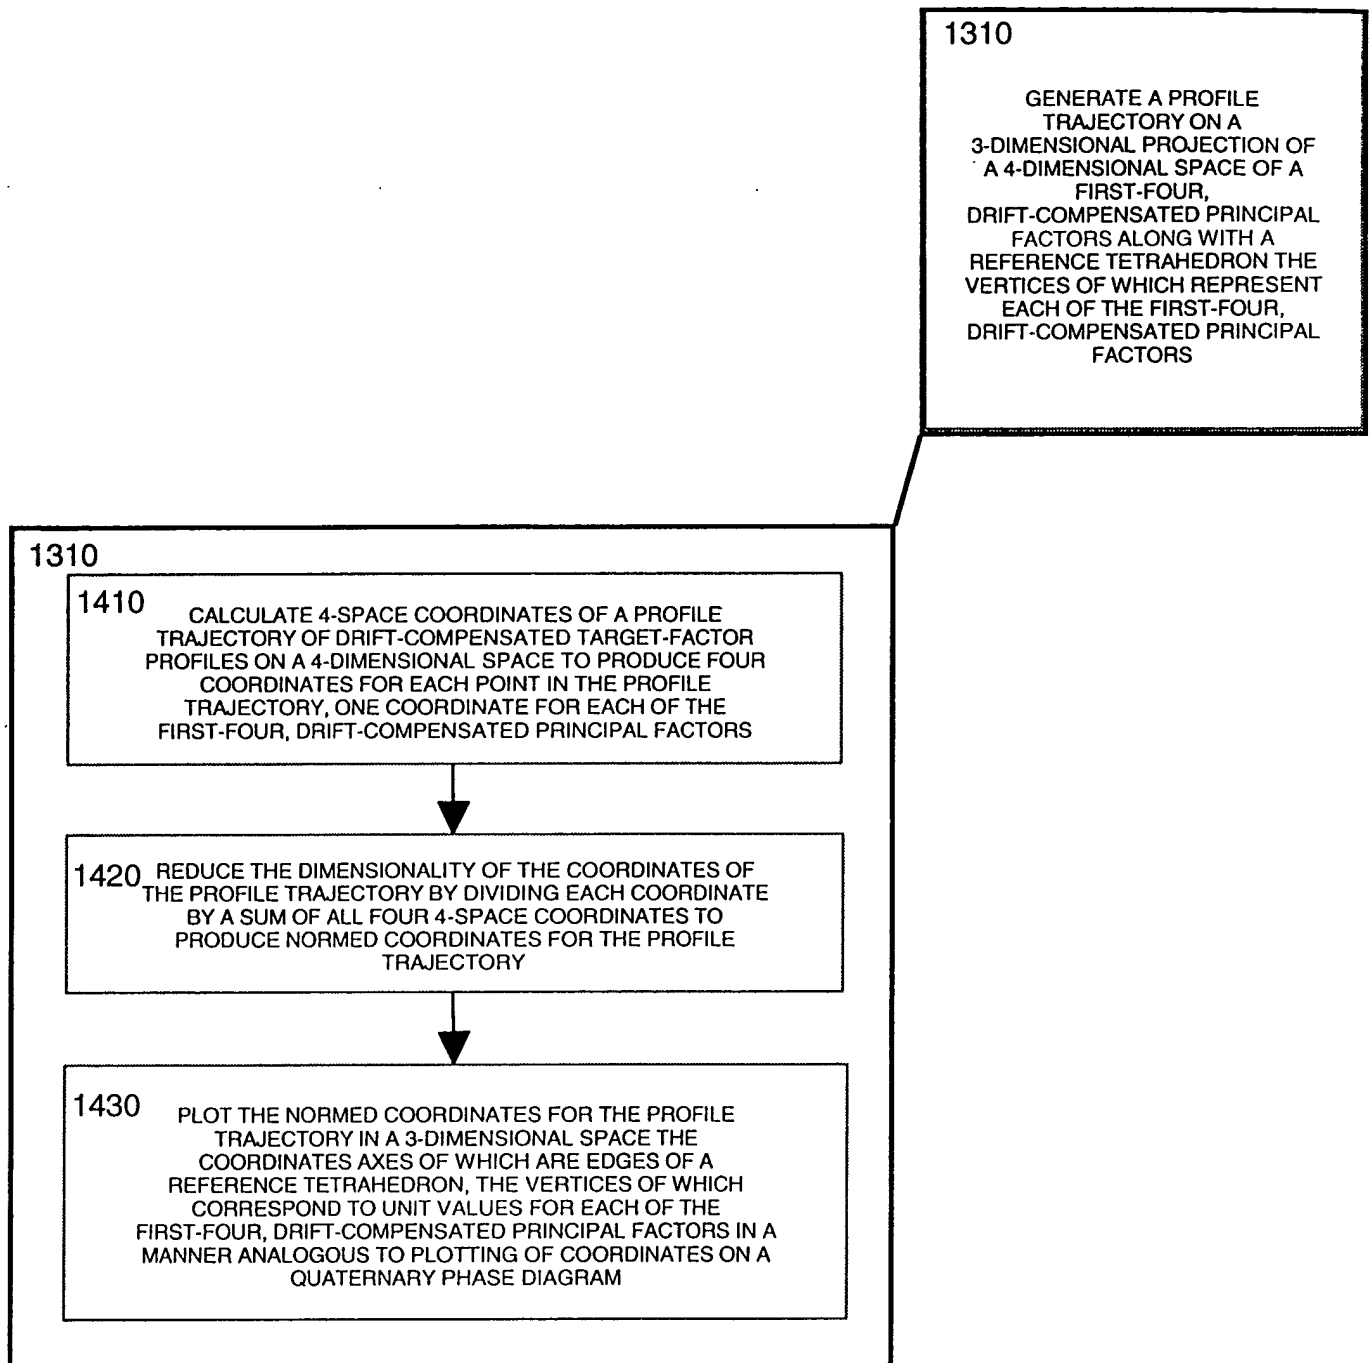 1310
GENERATE A PROFILE
TRAJECTORY ON A
3-DIMENSIONAL PROJECTION OF
A 4-DIMENSIONAL SPACE OF A
FIRST-FOUR,
DRIFT-COMPENSATED PRINCIPAL
FACTORS ALONG WITH A
REFERENCE TETRAHEDRON THE
VERTICES OF WHICH REPRESENT
EACH OF THE FIRST-FOUR,
DRIFT-COMPENSATED PRINCIPAL
FACTORS
1310
1410
CALCULATE 4-SPACE COORDINATES OF A PROFILE
TRAJECTORY OF DRIFT-COMPENSATED TARGET-FACTOR
PROFILES ON A 4-DIMENSIONAL SPACE TO PRODUCE FOUR
COORDINATES FOR EACH POINT IN THE PROFILE
TRAJECTORY, ONE COORDINATE FOR EACH OF THE
FIRST-FOUR, DRIFT-COMPENSATED PRINCIPAL FACTORS
1420
REDUCE THE DIMENSIONALITY OF THE COORDINATES OF
THE PROFILE TRAJECTORY BY DIVIDING EACH COORDINATE
BY A SUM OF ALL FOUR 4-SPACE COORDINATES TO
PRODUCE NORMED COORDINATES FOR THE PROFILE
TRAJECTORY
1430
PLOT THE NORMED COORDINATES FOR THE PROFILE
TRAJECTORY IN A 3-DIMENSIONAL SPACE THE
COORDINATES AXES OF WHICH ARE EDGES OF A
REFERENCE TETRAHEDRON, THE VERTICES OF WHICH
CORRESPOND TO UNIT VALUES FOR EACH OF THE
FIRST-FOUR, DRIFT-COMPENSATED PRINCIPAL FACTORS IN A
MANNER ANALOGOUS TO PLOTTING OF COORDINATES ON A
QUATERNARY PHASE DIAGRAM